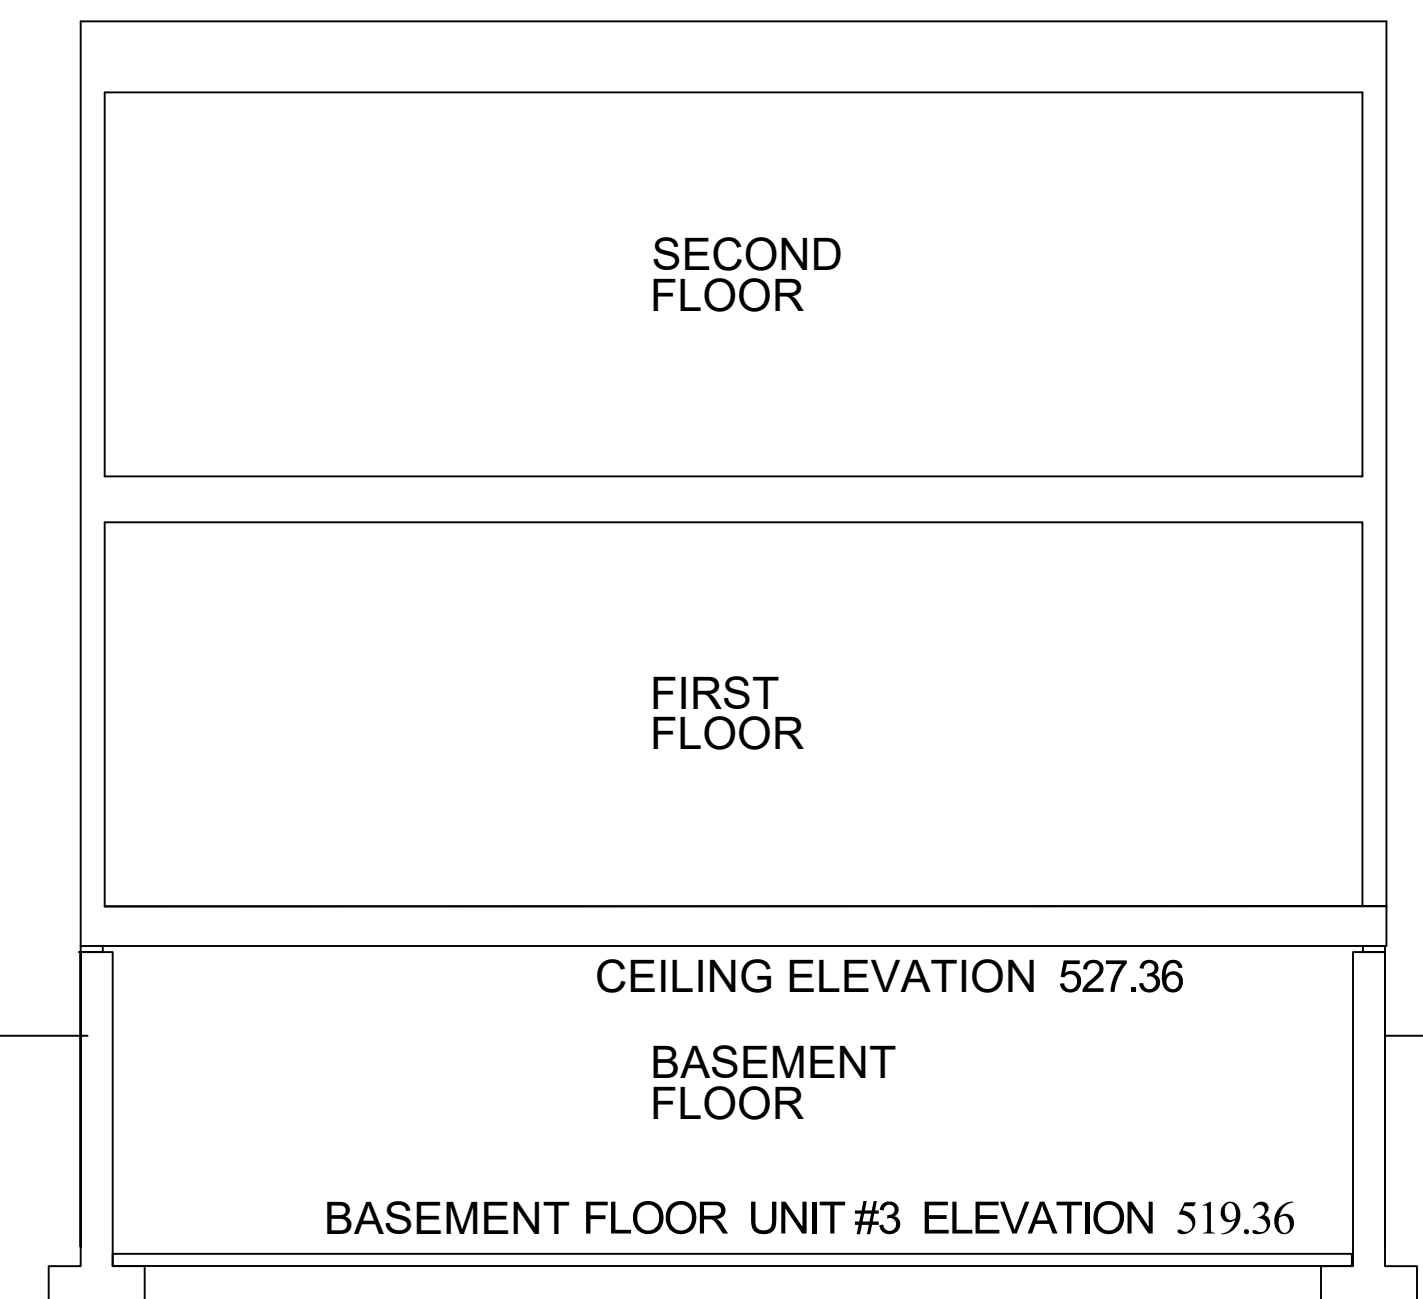 SECOND
FLOOR
FIRST
FLOOR
CEILING ELEVATION 527.36
BASEMENT
FLOOR
BASEMENT FLOOR UNIT #3 ELEVATION 519.36